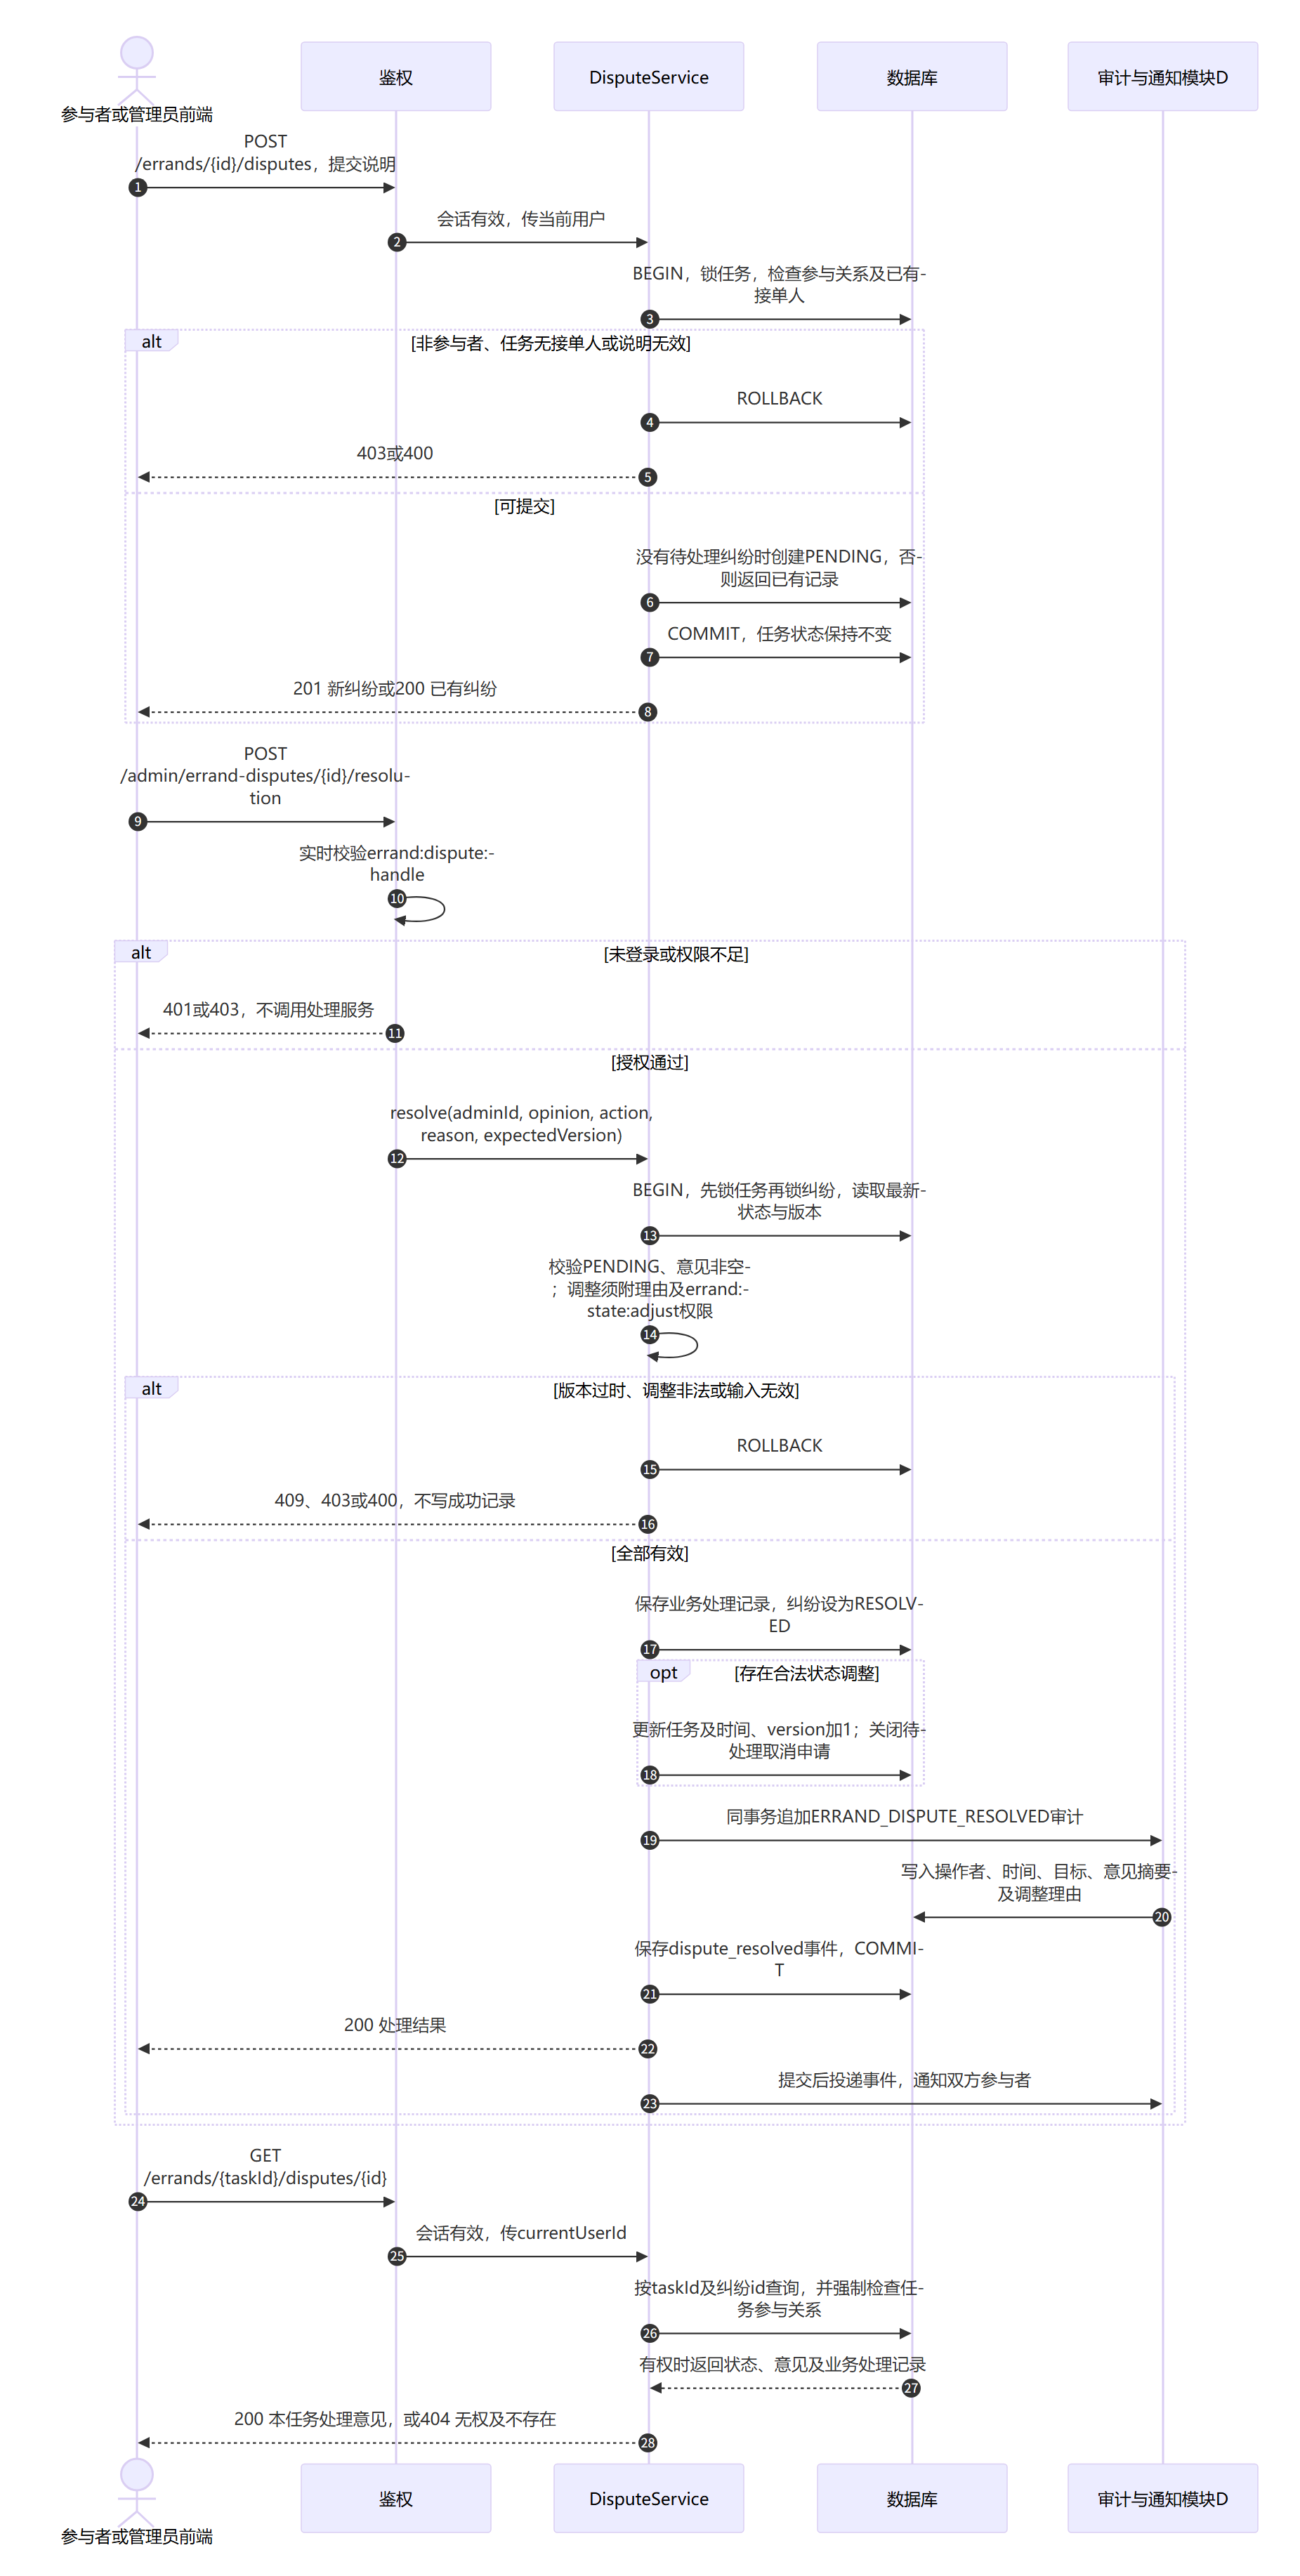 参与者或管理员前端
鉴权
DisputeService
数据库
审计与通知模块D
POST
/errands/{id}/disputes，提交说明
1
会话有效，传当前用户
2
BEGIN，锁任务，检查参与关系及已有-
接单人
3
alt
[非参与者、任务无接单人或说明无效]
ROLLBACK
4
403或400
5
[可提交]
没有待处理纠纷时创建PENDING，否-
则返回已有记录
6
COMMIT，任务状态保持不变
7
201 新纠纷或200 已有纠纷
8
POST
/admin/errand-disputes/{id}/resolu-
tion
9
实时校验errand:dispute:-
handle
10
alt
[未登录或权限不足]
401或403，不调用处理服务
11
[授权通过]
resolve(adminId, opinion, action,
reason, expectedVersion)
12
BEGIN，先锁任务再锁纠纷，读取最新-
状态与版本
13
校验PENDING、意见非空-
；调整须附理由及errand:-
state:adjust权限
14
alt
[版本过时、调整非法或输入无效]
ROLLBACK
15
409、403或400，不写成功记录
16
[全部有效]
保存业务处理记录，纠纷设为RESOLV-
ED
17
opt
[存在合法状态调整]
更新任务及时间、version加1；关闭待-
处理取消申请
18
同事务追加ERRAND_DISPUTE_RESOLVED审计
19
写入操作者、时间、目标、意见摘要-
及调整理由
20
保存dispute_resolved事件，COMMI-
T
21
200 处理结果
22
提交后投递事件，通知双方参与者
23
GET
/errands/{taskId}/disputes/{id}
24
会话有效，传currentUserId
25
按taskId及纠纷id查询，并强制检查任-
务参与关系
26
有权时返回状态、意见及业务处理记录
27
200 本任务处理意见，或404 无权及不存在
28
参与者或管理员前端
鉴权
DisputeService
数据库
审计与通知模块D